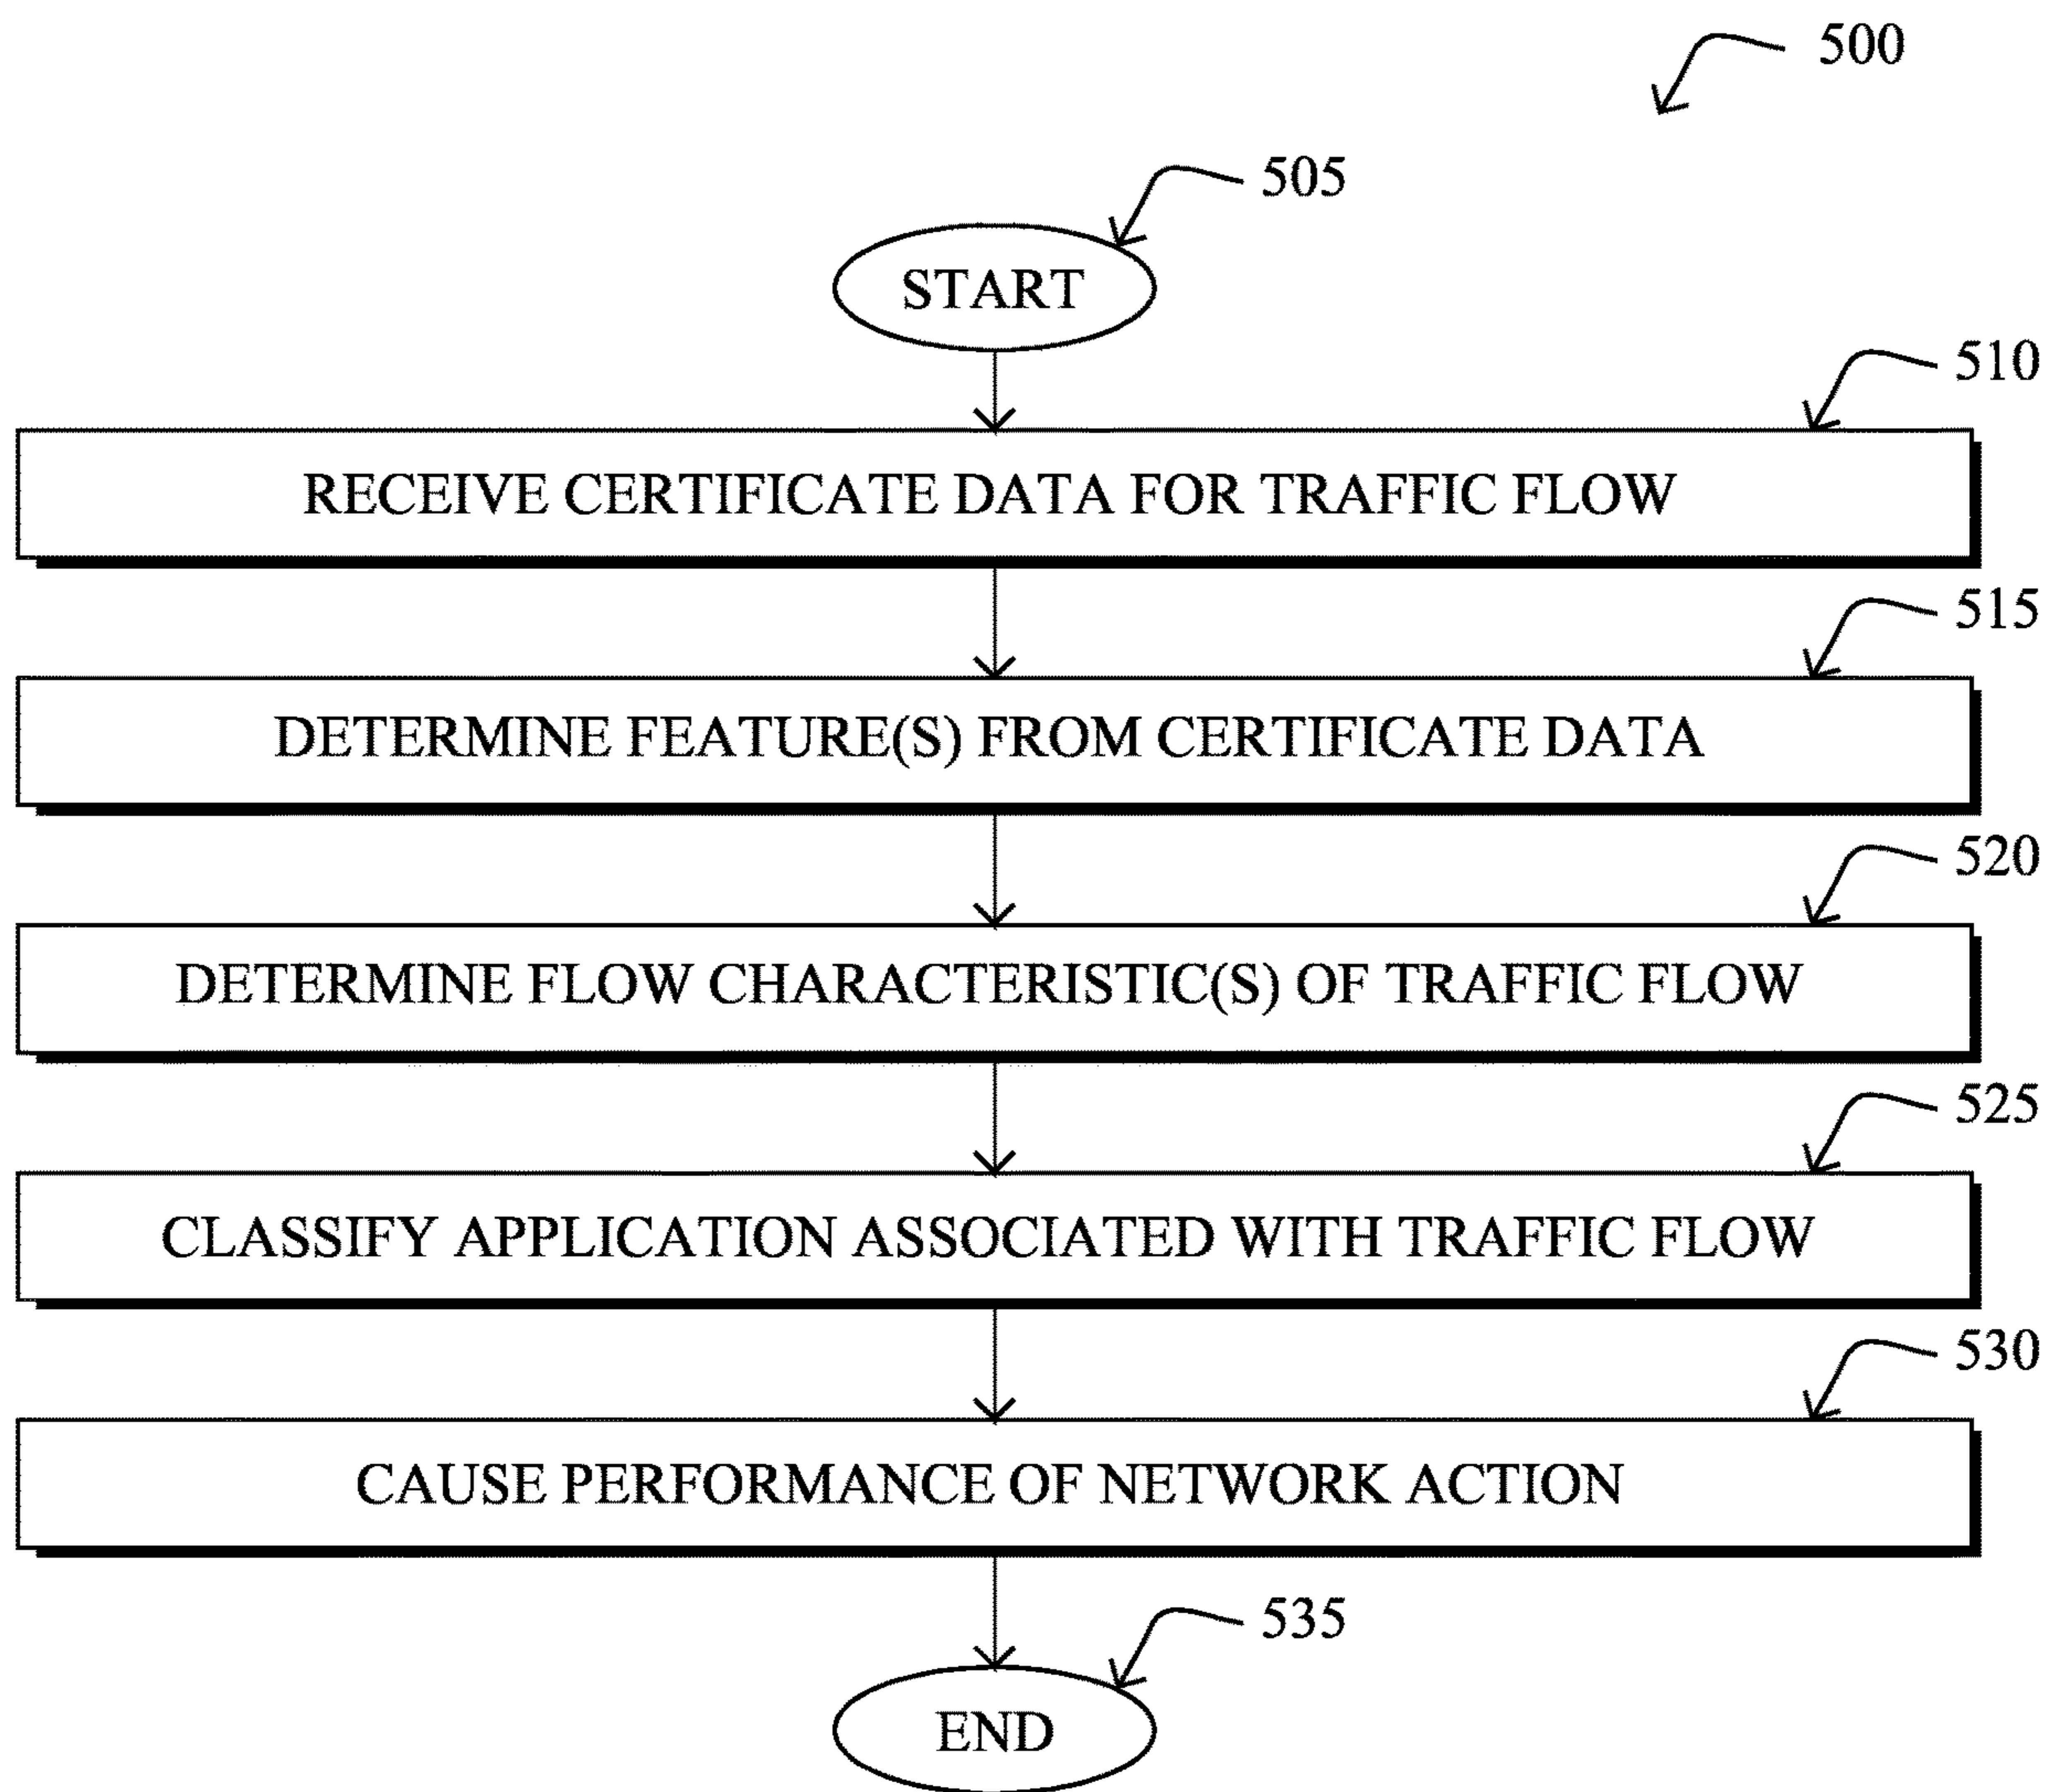 500
505
START
510
RECEIVE CERTIFICATE DATA FOR TRAFFIC FLOW
515
DETERMINE FEATURE(S) FROM CERTIFICATE DATA
520
DETERMINE FLOW CHARACTERISTIC(S) OF TRAFFIC FLOW
525
CLASSIFY APPLICATION ASSOCIATED WITH TRAFFIC FLOW
530
CAUSE PERFORMANCE OF NETWORK ACTION
535
END